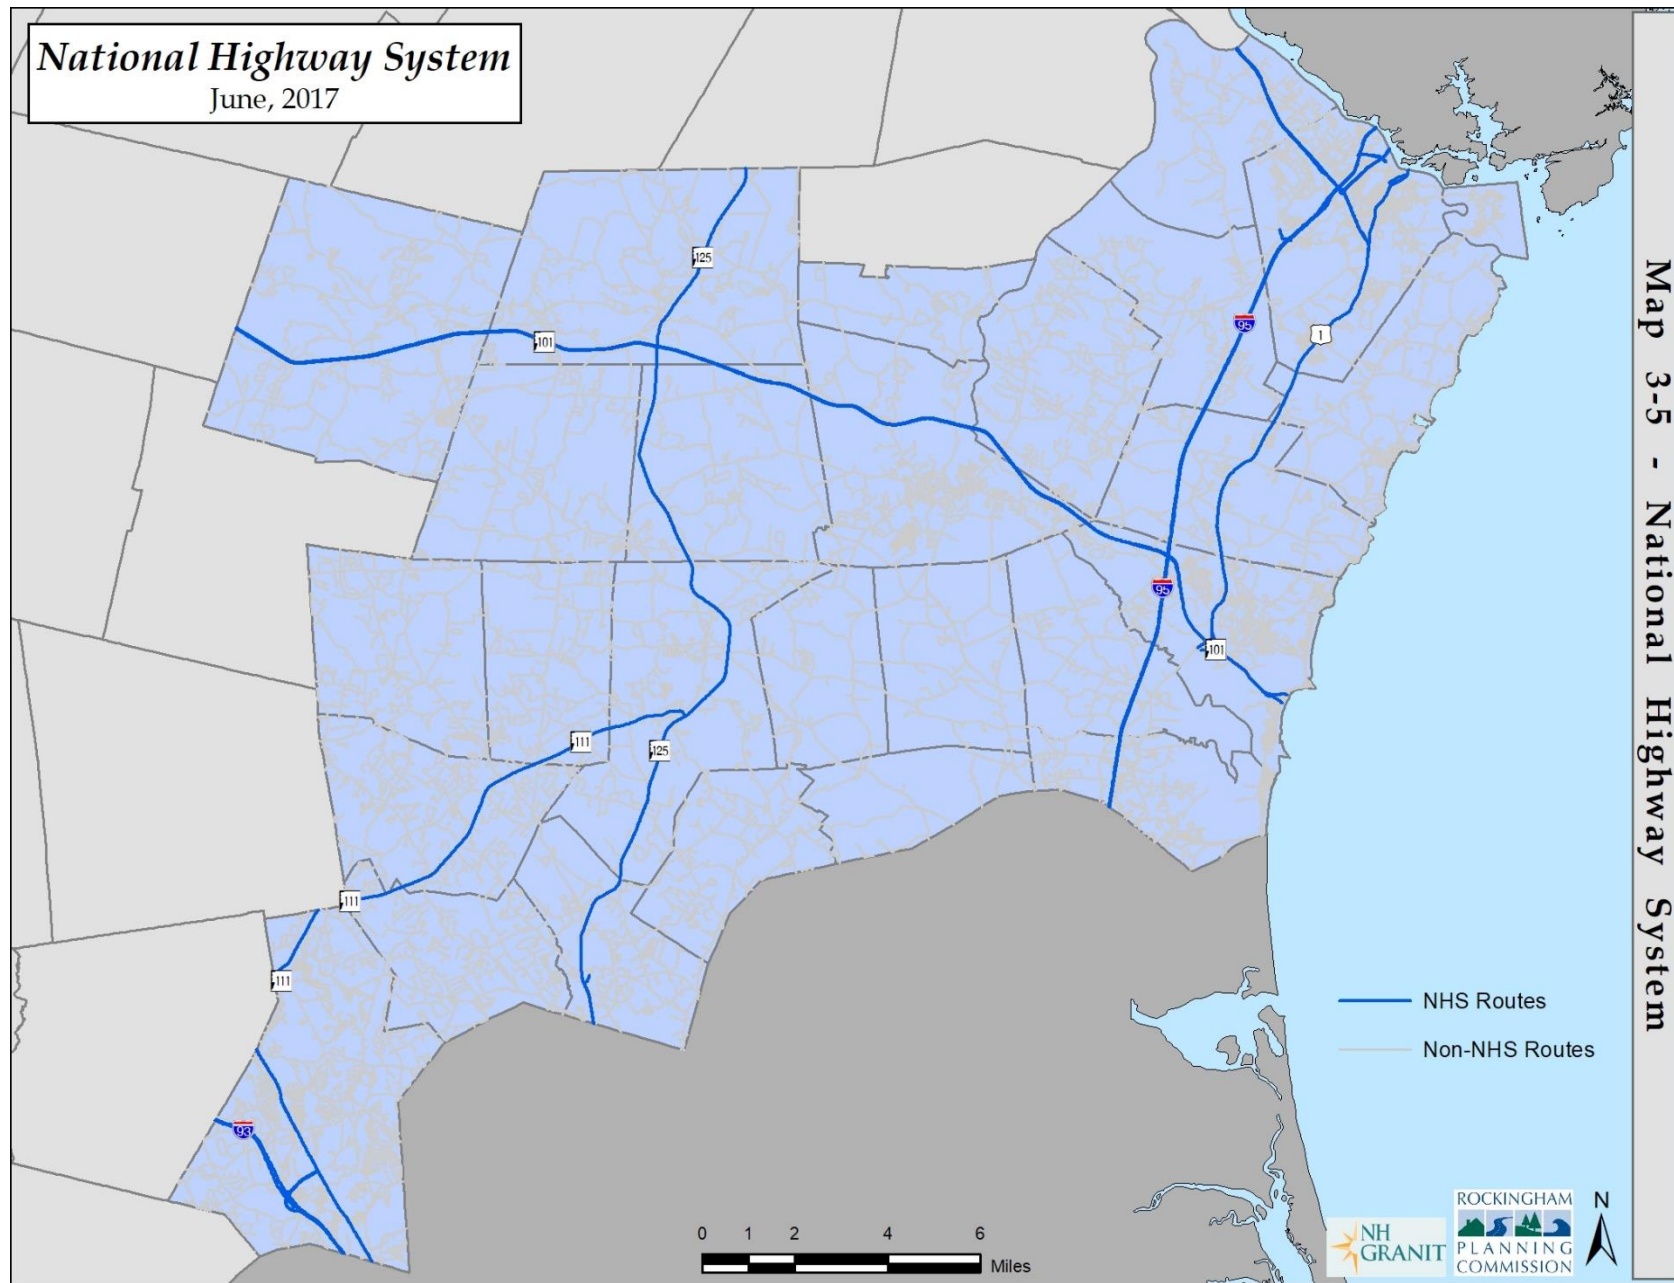 National Highway System
June, 2017
125
101
95
1
95
101
111
125
111
111
93
NHS Routes
Non-NHS Routes
0 1 2 4 6
Miles
NH
GRANIT
ROCKINGHAM
PLANNING
COMMISSION
N
Map 3-5 - National Highway System